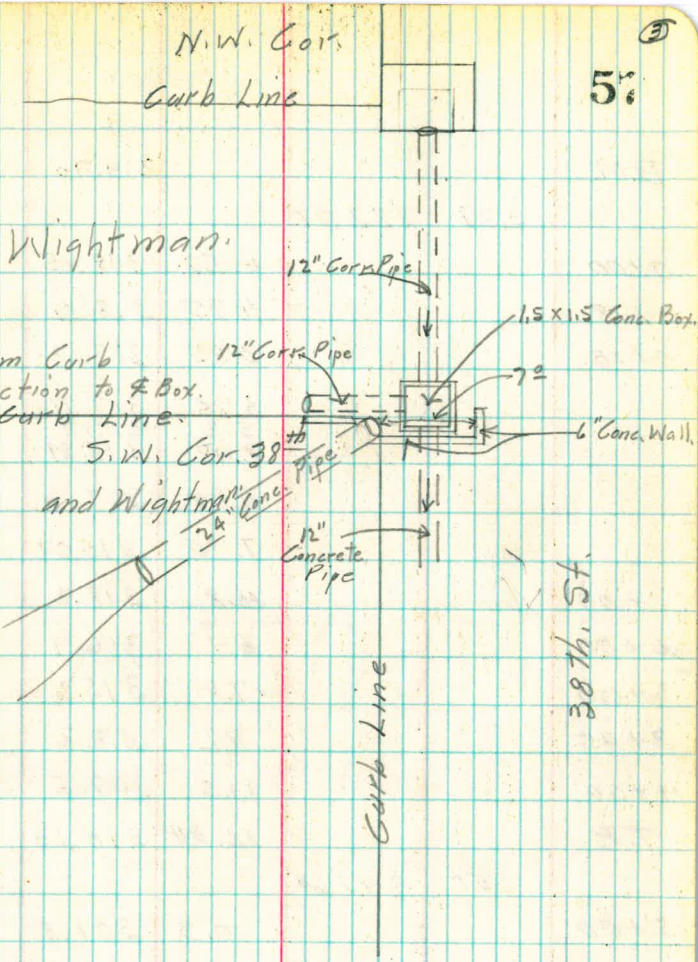 3
N.W. Cor.
57
Curb Line
Wightman.
12" Corr. Pipe
1.5 x 1.5 Conc. Box.
m Curb
12" Corr. Pipe
7º
ction to ⅊ Box.
Curb Line.
6" Conc. Wall.
S.W. Cor 38th
and Wightman.
24" Conc. Pipe
12"
Concrete
Pipe
38th. St.
Curb Line